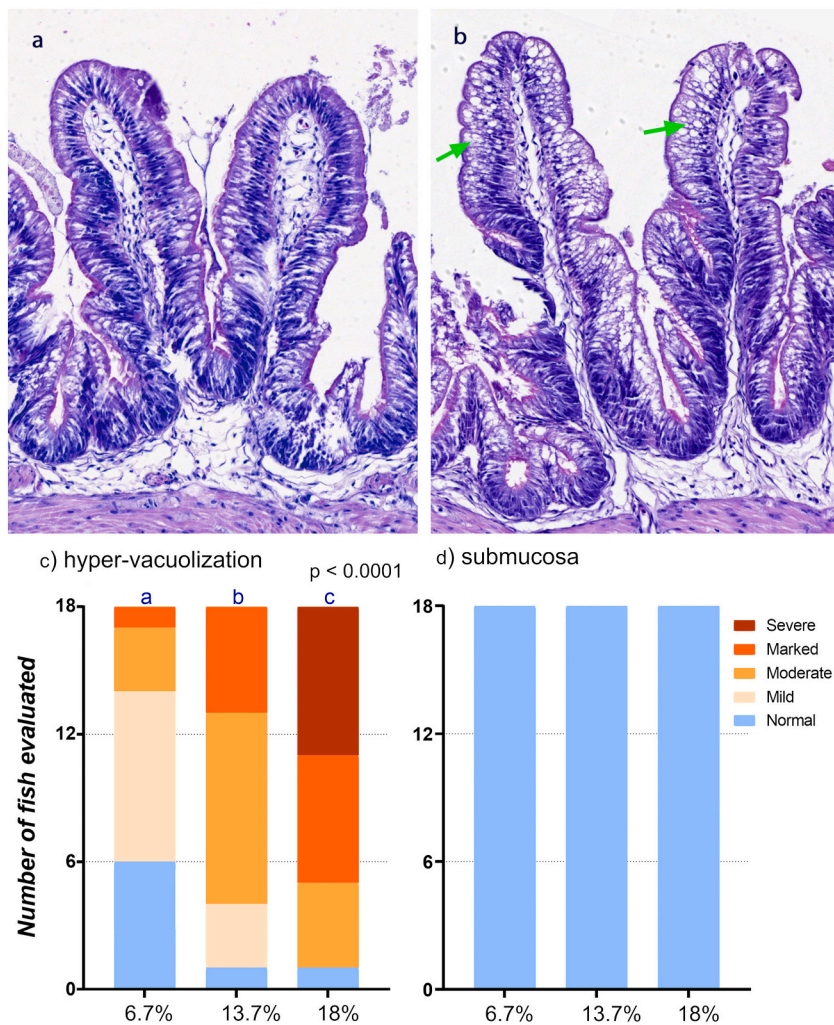 a
b
c) hyper-vacuolization
p < 0.0001
d) submucosa
Number of fish evaluated
18
12
6
0
a
b
c
6.7%
13.7%
18%
18
12
6
0
6.7%
13.7%
18%
Severe
Marked
Moderate
Mild
Normal